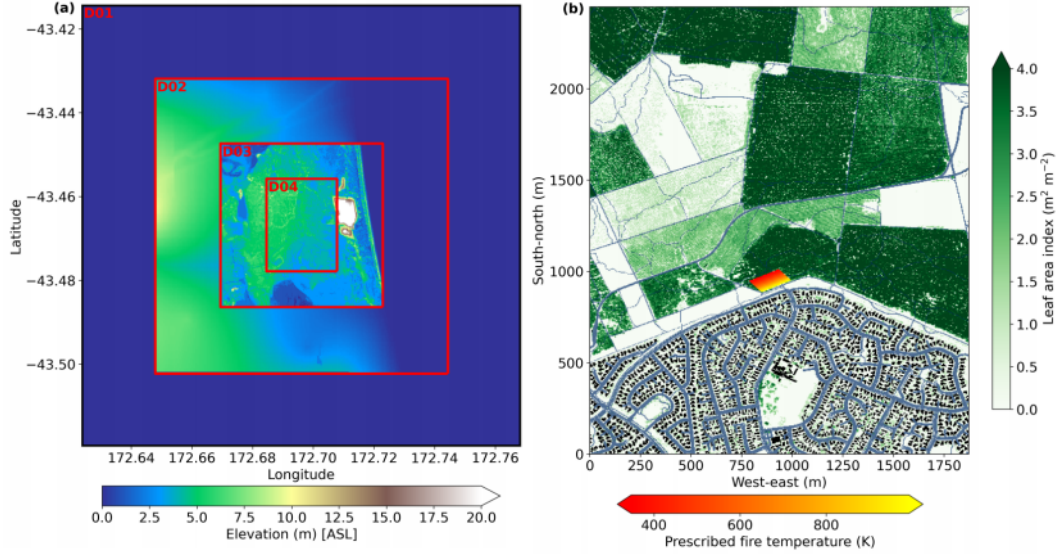 (a)
D01
D02
D03
D04
−43.42
−43.44
−43.46
−43.48
−43.50
Latitude
172.64 172.66 172.68 172.70 172.72 172.74 172.76
Longitude
0.0 2.5 5.0 7.5 10.0 12.5 15.0 17.5 20.0
Elevation (m) [ASL]
(b)
2000
1500
1000
500
0
South-north (m)
0 250 500 750 1000 1250 1500 1750
West-east (m)
400 600 800
Prescribed fire temperature (K)
4.0
3.5
3.0
2.5
2.0
1.5
1.0
0.5
0.0
Leaf area index (m² m⁻²)